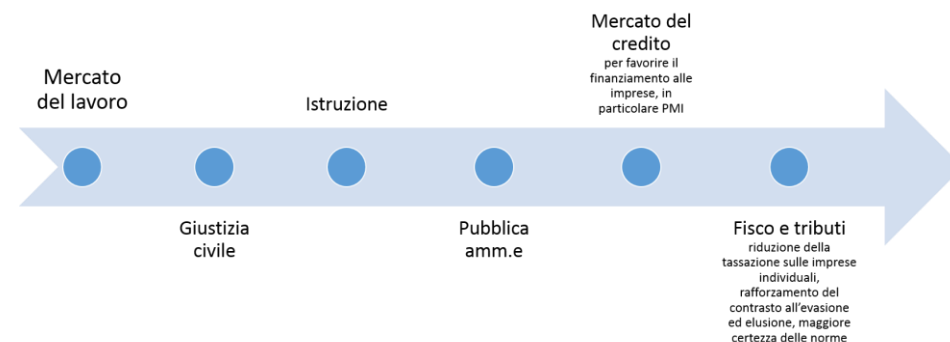 Mercato
del lavoro
Giustizia
civile
Istruzione
Pubblica
amm.e
Mercato del
credito
per favorire il
finanziamento alle
imprese, in
particolare PMI
Fisco e tributi
riduzione della
tassazione sulle imprese
individuali,
rafforzamento del
contrasto all’evasione
ed elusione, maggiore
certezza delle norme